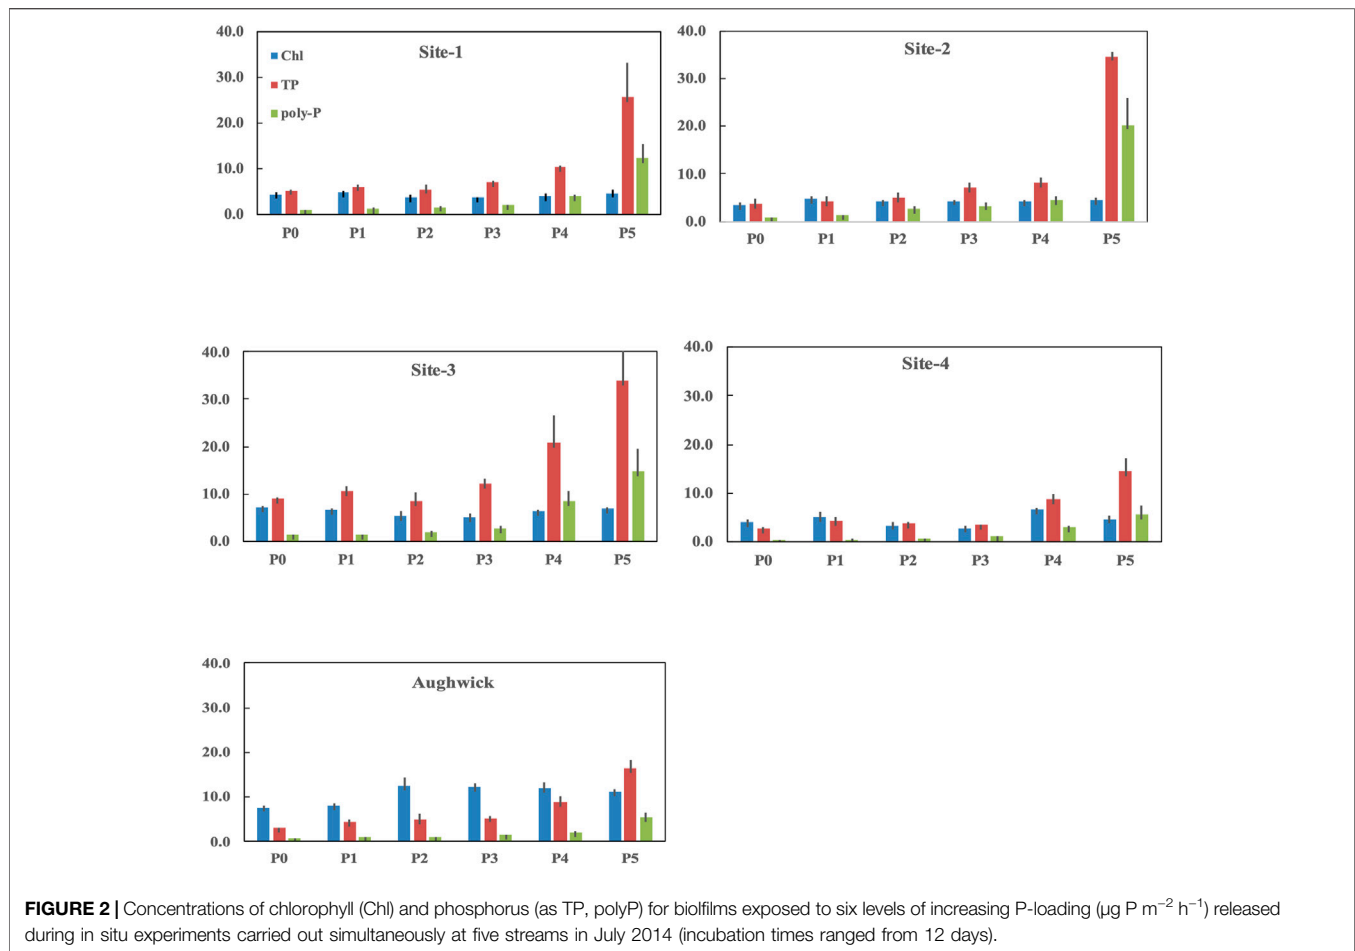 Site-1
40.0
30.0
20.0
10.0
0.0
Chl
TP
poly-P
P0 P1 P2 P3 P4 P5
Site-2
40.0
30.0
20.0
10.0
0.0
P0 P1 P2 P3 P4 P5
Site-3
40.0
30.0
20.0
10.0
0.0
P0 P1 P2 P3 P4 P5
Site-4
40.0
30.0
20.0
10.0
0.0
P0 P1 P2 P3 P4 P5
Aughwick
40.0
30.0
20.0
10.0
0.0
P0 P1 P2 P3 P4 P5
FIGURE 2 | Concentrations of chlorophyll (Chl) and phosphorus (as TP, polyP) for biolfilms exposed to six levels of increasing P-loading (µg P m⁻² h⁻¹) released
during in situ experiments carried out simultaneously at five streams in July 2014 (incubation times ranged from 12 days).